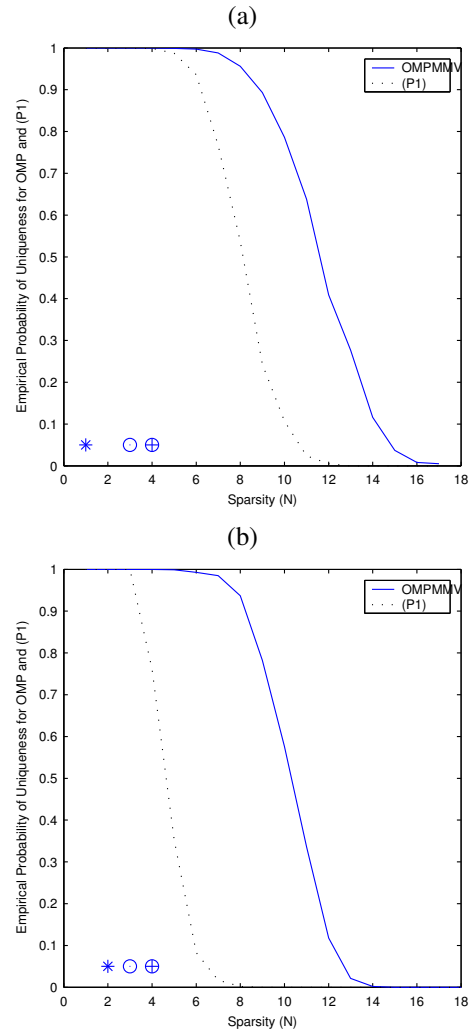 (a)
1
0.9
0.8
0.7
0.6
0.5
0.4
0.3
0.2
0.1
0
Empirical Probability of Uniqueness for OMP and (P1)
OMPMMV
(P1)
0 2 4 6 8 10 12 14 16 18
Sparsity (N)
(b)
1
0.9
0.8
0.7
0.6
0.5
0.4
0.3
0.2
0.1
0
Empirical Probability of Uniqueness for OMP and (P1)
OMPMMV
(P1)
0 2 4 6 8 10 12 14 16 18
Sparsity (N)